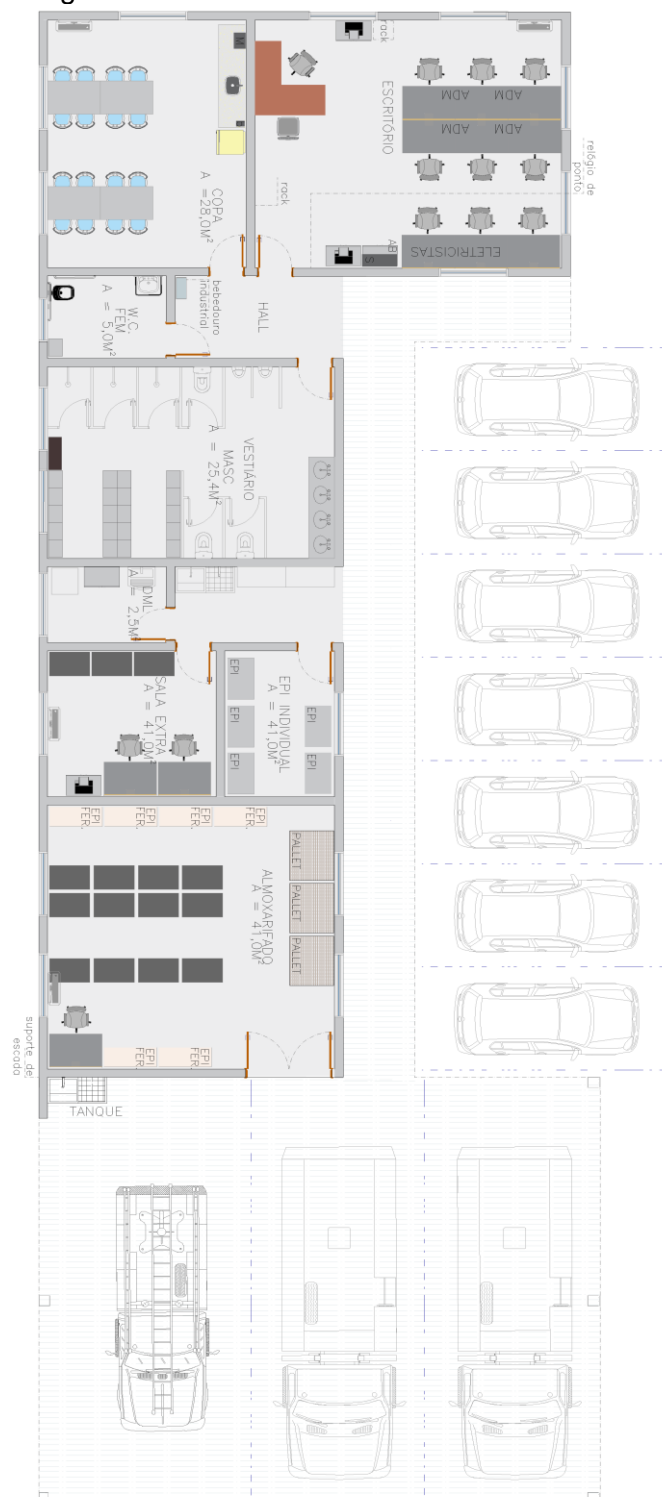 rack
ESCRITÓRIO
ADM
ADM
ADM
ADM
relógio de
ponto
rack
COPA
A = 28,0M²
ELETRICISTAS
HALL
bebedouro
industrial
W.C.
FEM
A = 5,0M²
VESTIÁRIO
MASC
A = 25,4M²
DML
A = 2,5M²
SALA EXTRA
A = 41,0M²
EPI INDIVIDUAL
A = 41,0M²
EPI
EPI
EPI
EPI
EPI
EPI
FER.
EPI
FER.
EPI
FER.
EPI
FER.
PALLET
PALLET
PALLET
ALMOXARIFADO
A = 41,0M²
EPI
FER.
EPI
FER.
suporte de
escada
TANQUE